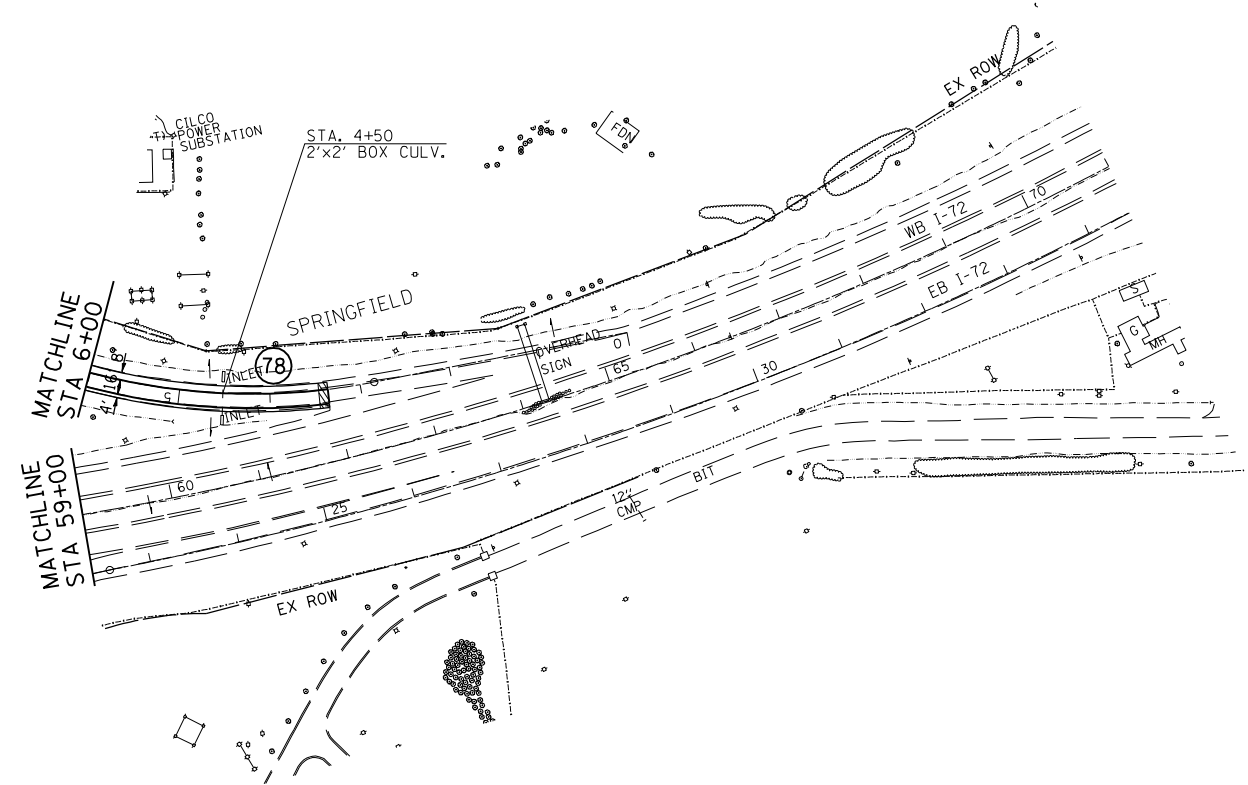 CILCO
POWER
SUBSTATION
STA. 4+50
2'x2' BOX CULV.
FDN
EX ROW
WB I-72
70
EB I-72
S
G
MH
MATCHLINE
STA 6+00
SPRINGFIELD
8'
16'
4'
INLET
78
INLET
OVERHEAD
SIGN
0
65
30
MATCHLINE
STA 59+00
60
25
12"
CMP
BIT
EX ROW